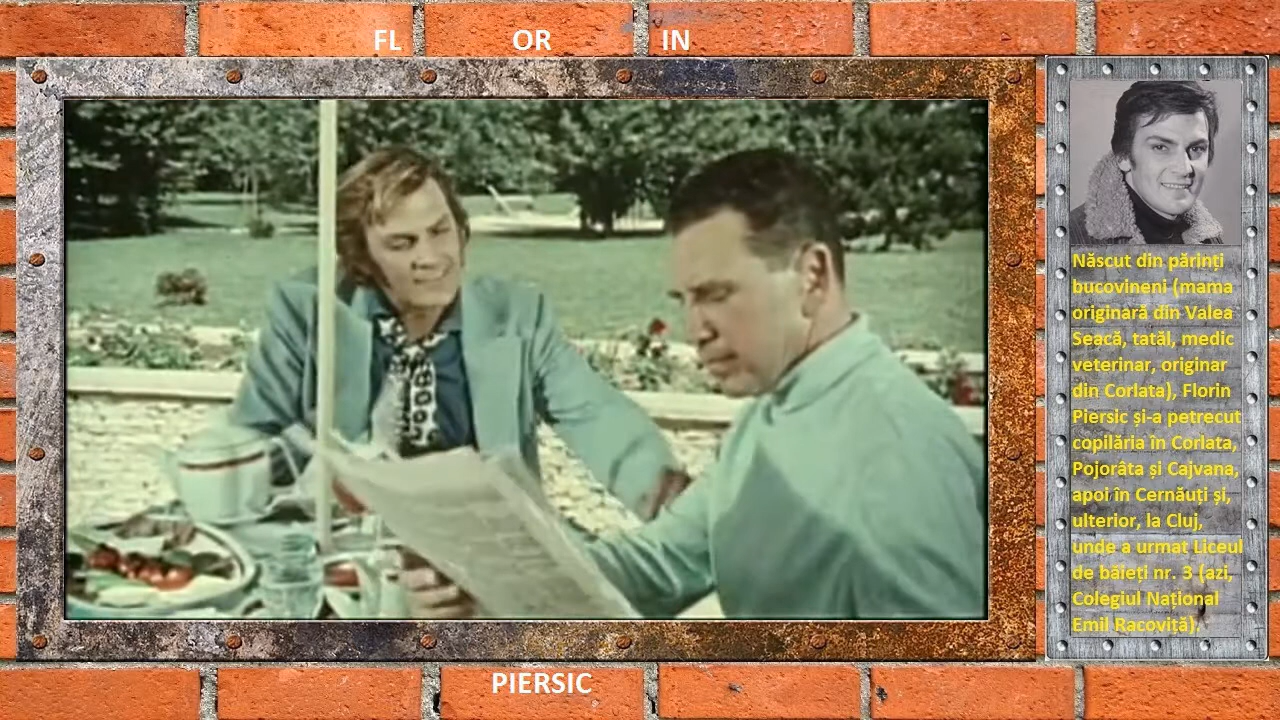 FL OR IN
Născut din părinți
bucovineni (mama
originară din Valea
Seacă, tatăl, medic
veterinar, originar
din Corlata), Florin
Piersic și-a petrecut
copilăria în Corlata,
Pojorâta și Cajvana,
apoi în Cernăuți și,
ulterior, la Cluj,
unde a urmat Liceul
de băieți nr. 3 (azi,
Colegiul Național
Emil Racoviță).
PIERSIC